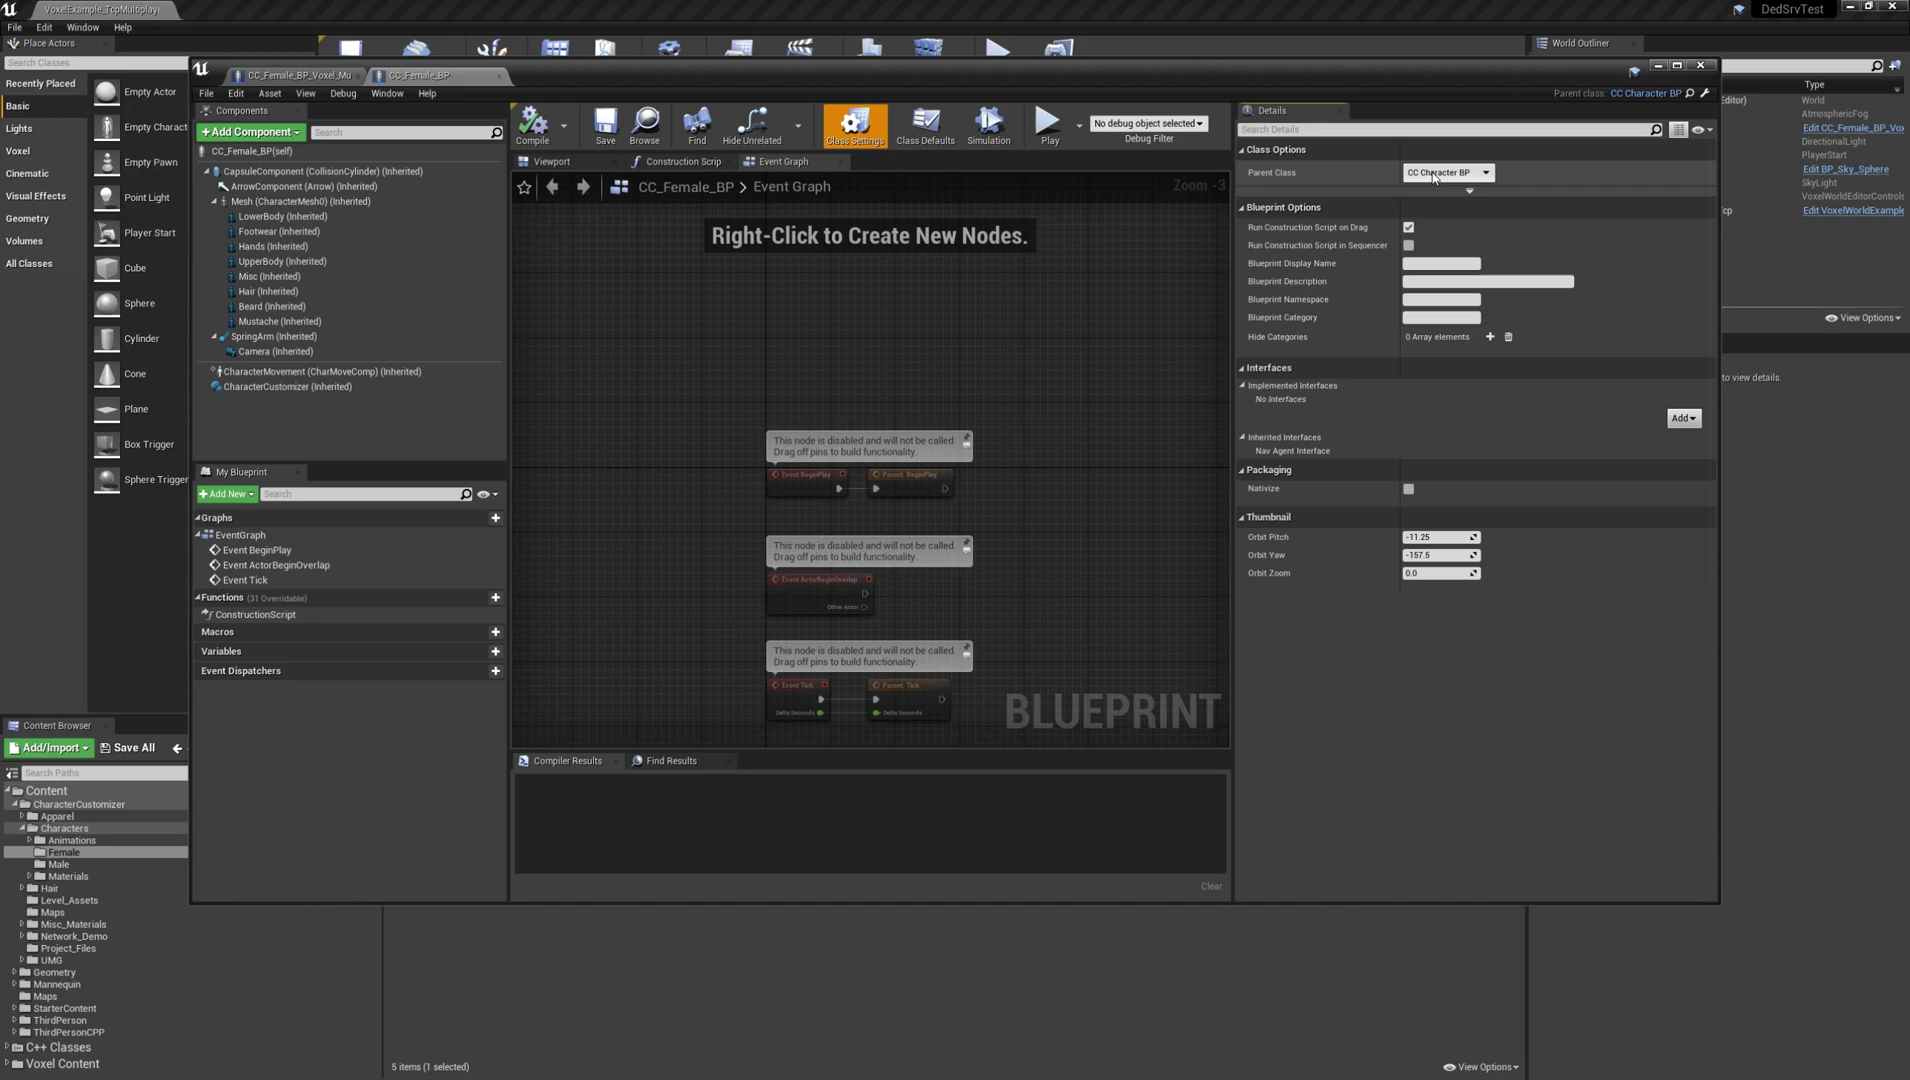 VoxelExample_TcpMultiplay
DedSrvTest
File Edit Window Help
Place Actors
World Outliner
Search Classes
Recently Placed
Basic
Lights
Voxel
Cinematic
Visual Effects
Geometry
Volumes
All Classes
Empty Actor
Empty Charact
Empty Pawn
Point Light
Player Start
Cube
Sphere
Cylinder
Cone
Plane
Box Trigger
Sphere Trigger
CC_Female_BP_Voxel_Mu
CC_Female_BP
File Edit Asset View Debug Window Help
Parent class: CC Character BP
Components
+Add Component
Search
CC_Female_BP(self)
CapsuleComponent (CollisionCylinder) (Inherited)
ArrowComponent (Arrow) (Inherited)
Mesh (CharacterMesh0) (Inherited)
LowerBody (Inherited)
Footwear (Inherited)
Hands (Inherited)
UpperBody (Inherited)
Misc (Inherited)
Hair (Inherited)
Beard (Inherited)
Mustache (Inherited)
SpringArm (Inherited)
Camera (Inherited)
CharacterMovement (CharMoveComp) (Inherited)
CharacterCustomizer (Inherited)
My Blueprint
+Add New
Search
Graphs
EventGraph
Event BeginPlay
Event ActorBeginOverlap
Event Tick
Functions (31 Overridable)
ConstructionScript
Macros
Variables
Event Dispatchers
Compile
Save
Browse
Find
Hide Unrelated
Class Settings
Class Defaults
Simulation
Play
No debug object selected
Debug Filter
Viewport
Construction Scrip
Event Graph
CC_Female_BP > Event Graph
Zoom -3
Right-Click to Create New Nodes.
This node is disabled and will not be called.
Drag off pins to build functionality.
Event BeginPlay
Parent: BeginPlay
This node is disabled and will not be called.
Drag off pins to build functionality.
Event ActorBeginOverlap
Other Actor
This node is disabled and will not be called.
Drag off pins to build functionality.
Event Tick
Parent: Tick
Delta Seconds
Delta Seconds
BLUEPRINT
Compiler Results
Find Results
Clear
Details
Search Details
Class Options
Parent Class CC Character BP
Blueprint Options
Run Construction Script on Drag
Run Construction Script in Sequencer
Blueprint Display Name
Blueprint Description
Blueprint Namespace
Blueprint Category
Hide Categories 0 Array elements
Interfaces
Implemented Interfaces
No Interfaces
Add
Inherited Interfaces
Nav Agent Interface
Packaging
Nativize
Thumbnail
Orbit Pitch -11.25
Orbit Yaw -157.5
Orbit Zoom 0.0
Type
Editor) World
AtmosphericFog
Edit CC_Female_BP_Vox
DirectionalLight
PlayerStart
Edit BP_Sky_Sphere
SkyLight
VoxelWorldEditorControls
cp Edit VoxelWorldExample
View Options
to view details.
Content Browser
Add/Import
Save All
Search Paths
Content
CharacterCustomizer
Apparel
Characters
Animations
Female
Male
Materials
Hair
Level_Assets
Maps
Misc_Materials
Network_Demo
Project_Files
UMG
Geometry
Mannequin
Maps
StarterContent
ThirdPerson
ThirdPersonCPP
C++ Classes
Voxel Content
5 items (1 selected)
View Options